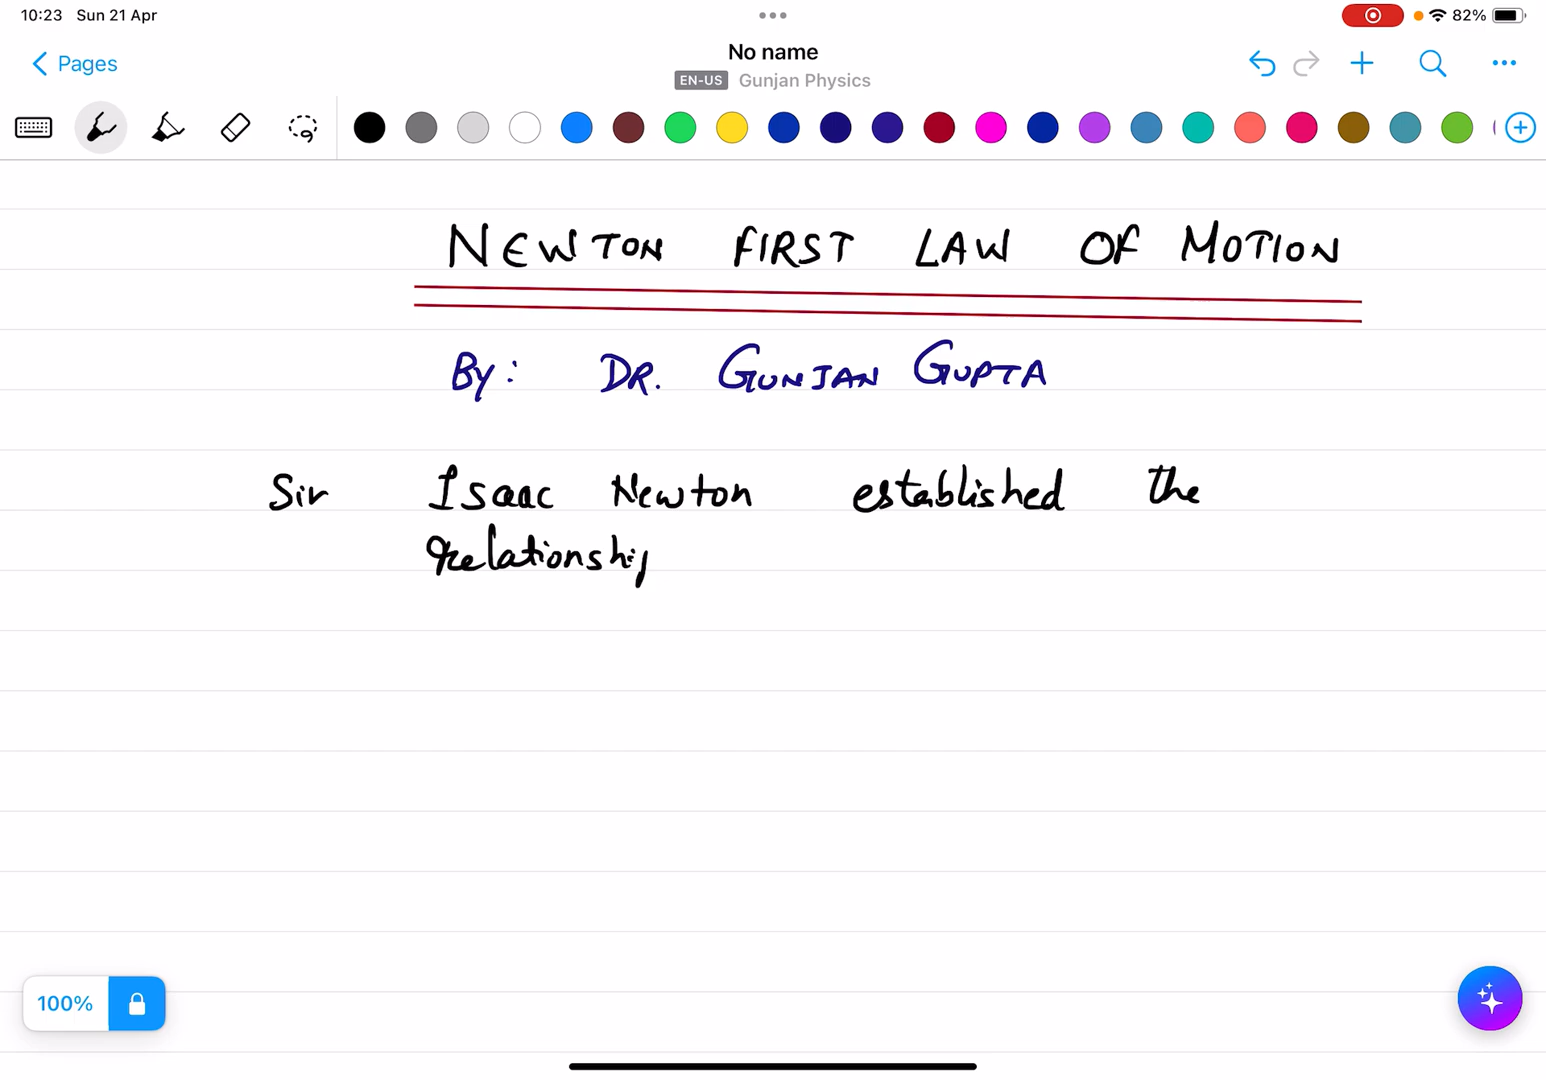 10:23 Sun 21 Apr
82%
Pages
No name
EN-US Gunjan Physics
NEWTON FIRST LAW OF MOTION
By: DR. GUNJAN GUPTA
Sir Isaac Newton established the
relationship
100%